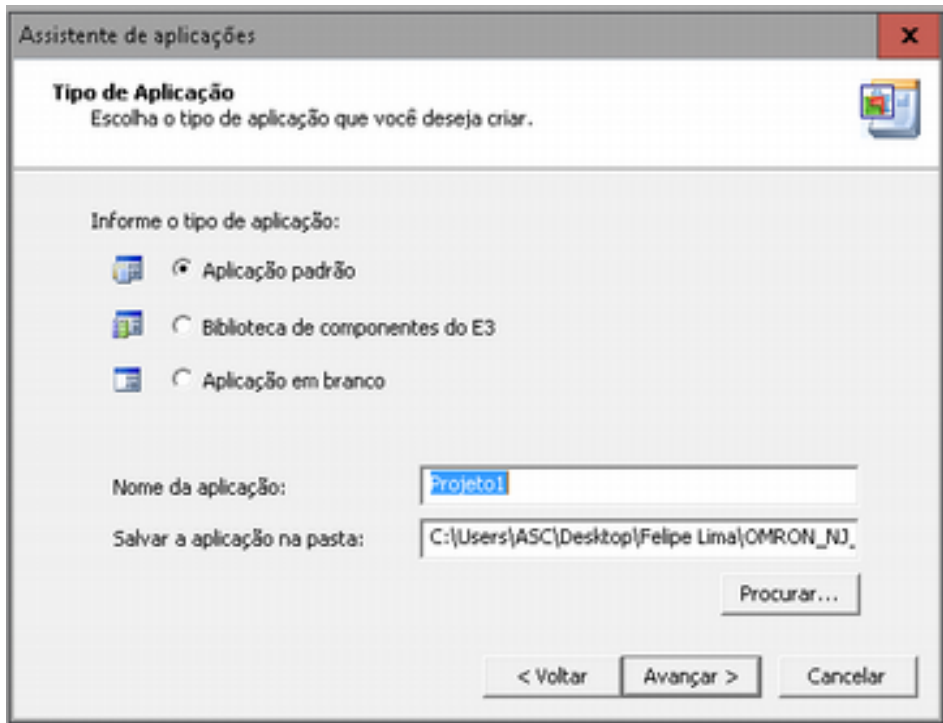 Assistente de aplicações
Tipo de Aplicação
Escolha o tipo de aplicação que você deseja criar.
Informe o tipo de aplicação:
Aplicação padrão
Biblioteca de componentes do E3
Aplicação em branco
Nome da aplicação: Projeto1
Salvar a aplicação na pasta: C:\Users\ASC\Desktop\Felipe Lima\OMRON_NJ_
Procurar...
< Voltar Avançar > Cancelar